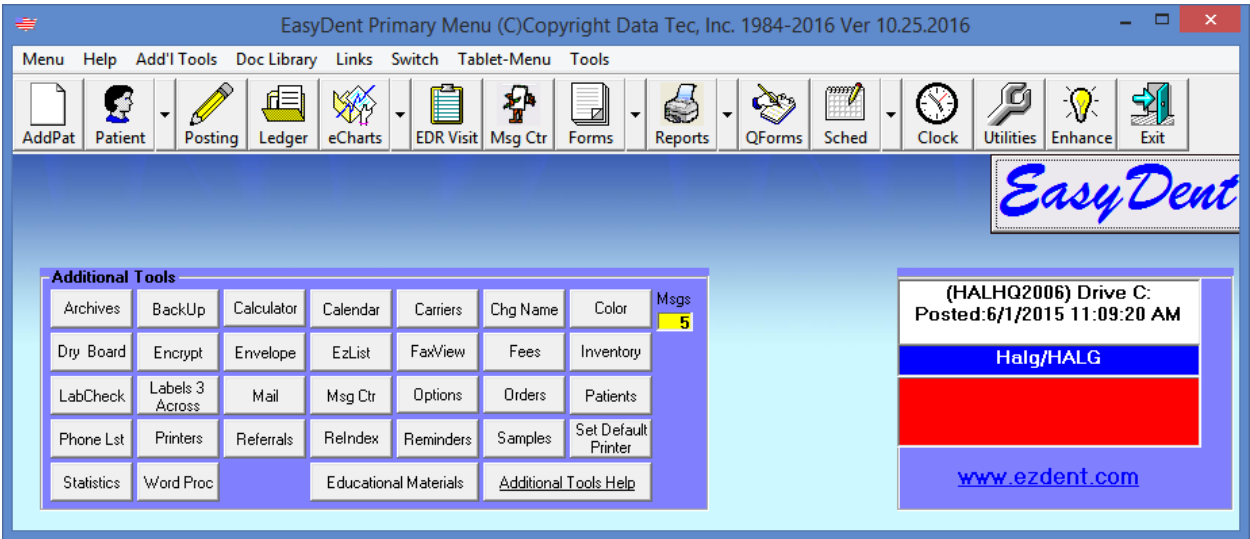 EasyDent Primary Menu (C)Copyright Data Tec, Inc. 1984-2016 Ver 10.25.2016
Menu Help Add'l Tools Doc Library Links Switch Tablet-Menu Tools
AddPat Patient Posting Ledger eCharts EDR Visit Msg Ctr Forms Reports QForms Sched Clock Utilities Enhance Exit
EasyDent
Additional Tools
Archives BackUp Calculator Calendar Carriers Chg Name Color Msgs
5
Dry Board Encrypt Envelope EzList FaxView Fees Inventory
LabCheck Labels 3
Across Mail Msg Ctr Options Orders Patients
Phone Lst Printers Referrals ReIndex Reminders Samples Set Default
Printer
Statistics Word Proc Educational Materials Additional Tools Help
(HALHQ2006) Drive C:
Posted:6/1/2015 11:09:20 AM
Halg/HALG
www.ezdent.com